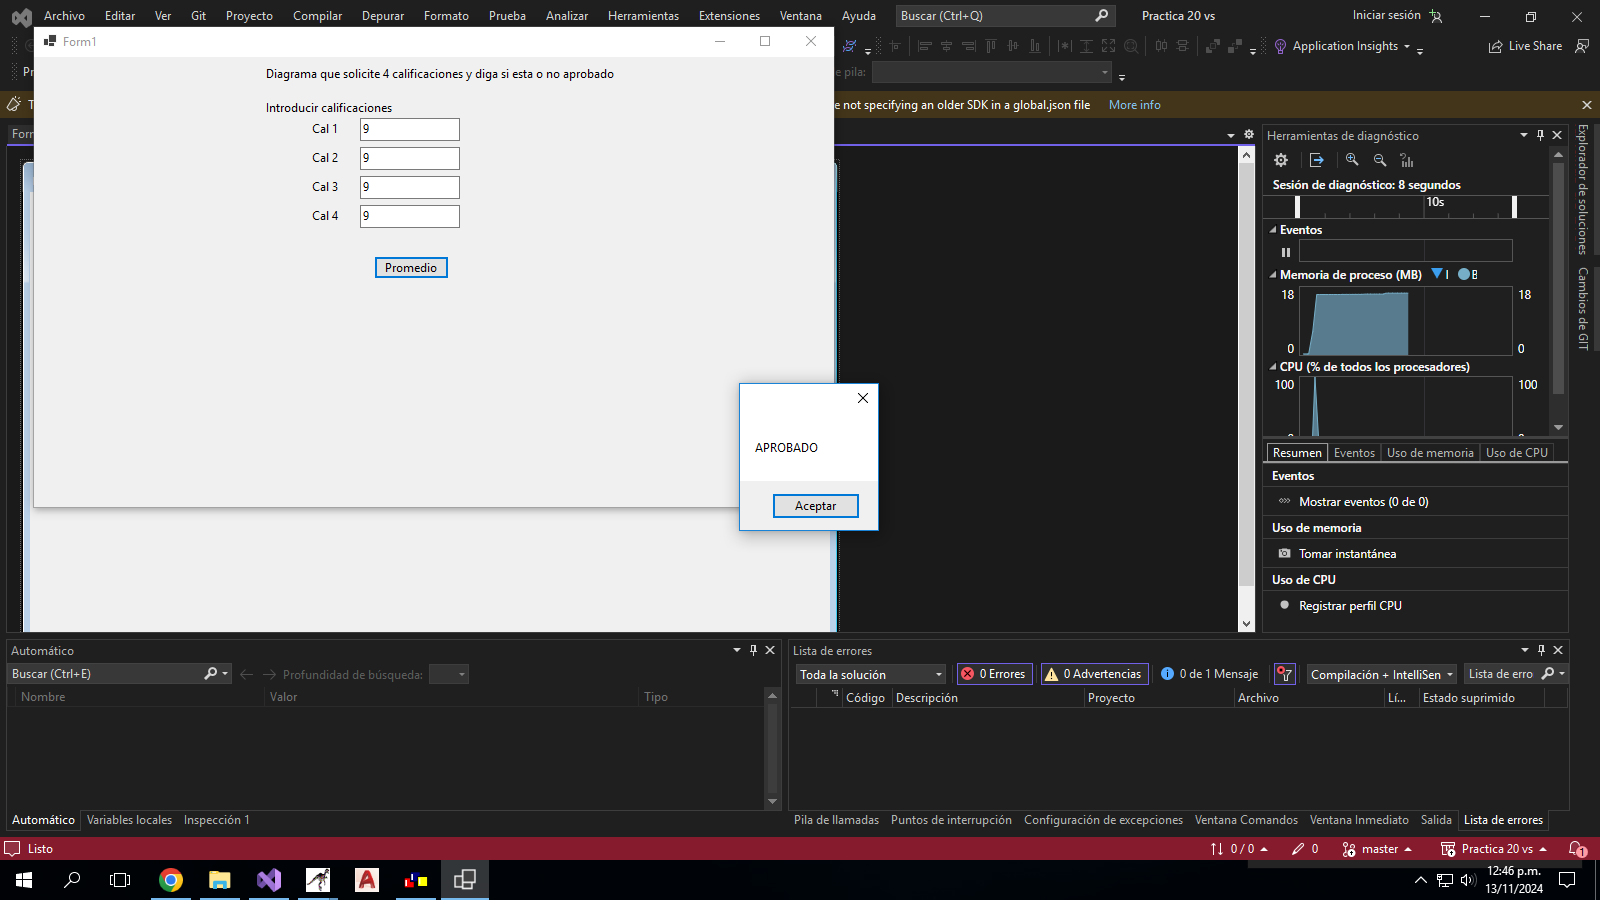 Archivo Editar Ver Git Proyecto Compilar Depurar Formato Prueba Analizar Herramientas Extensiones Ventana Ayuda Buscar (Ctrl+Q) Practica 20 vs Iniciar sesión
Form1
Application Insights Live Share
Diagrama que solicite 4 calificaciones y diga si esta o no aprobado
e pila:
e not specifying an older SDK in a global.json file More info
Introducir calificaciones
Cal 1 9
Cal 2 9
Cal 3 9
Cal 4 9
Promedio
APROBADO
Aceptar
Herramientas de diagnóstico
Sesión de diagnóstico: 8 segundos
10s
Eventos
Memoria de proceso (MB) I B
18 18
0 0
CPU (% de todos los procesadores)
100 100
Resumen Eventos Uso de memoria Uso de CPU
Eventos
Mostrar eventos (0 de 0)
Uso de memoria
Tomar instantánea
Uso de CPU
Registrar perfil CPU
Explorador de soluciones
Cambios de GIT
Automático
Buscar (Ctrl+E) Profundidad de búsqueda:
Nombre Valor Tipo
Automático Variables locales Inspección 1
Lista de errores
Toda la solución 0 Errores 0 Advertencias 0 de 1 Mensaje Compilación + IntelliSen Lista de erro
Código Descripción Proyecto Archivo Lí... Estado suprimido
Pila de llamadas Puntos de interrupción Configuración de excepciones Ventana Comandos Ventana Inmediato Salida Lista de errores
Listo 0 / 0 0 master Practica 20 vs 1
12:46 p.m.
13/11/2024